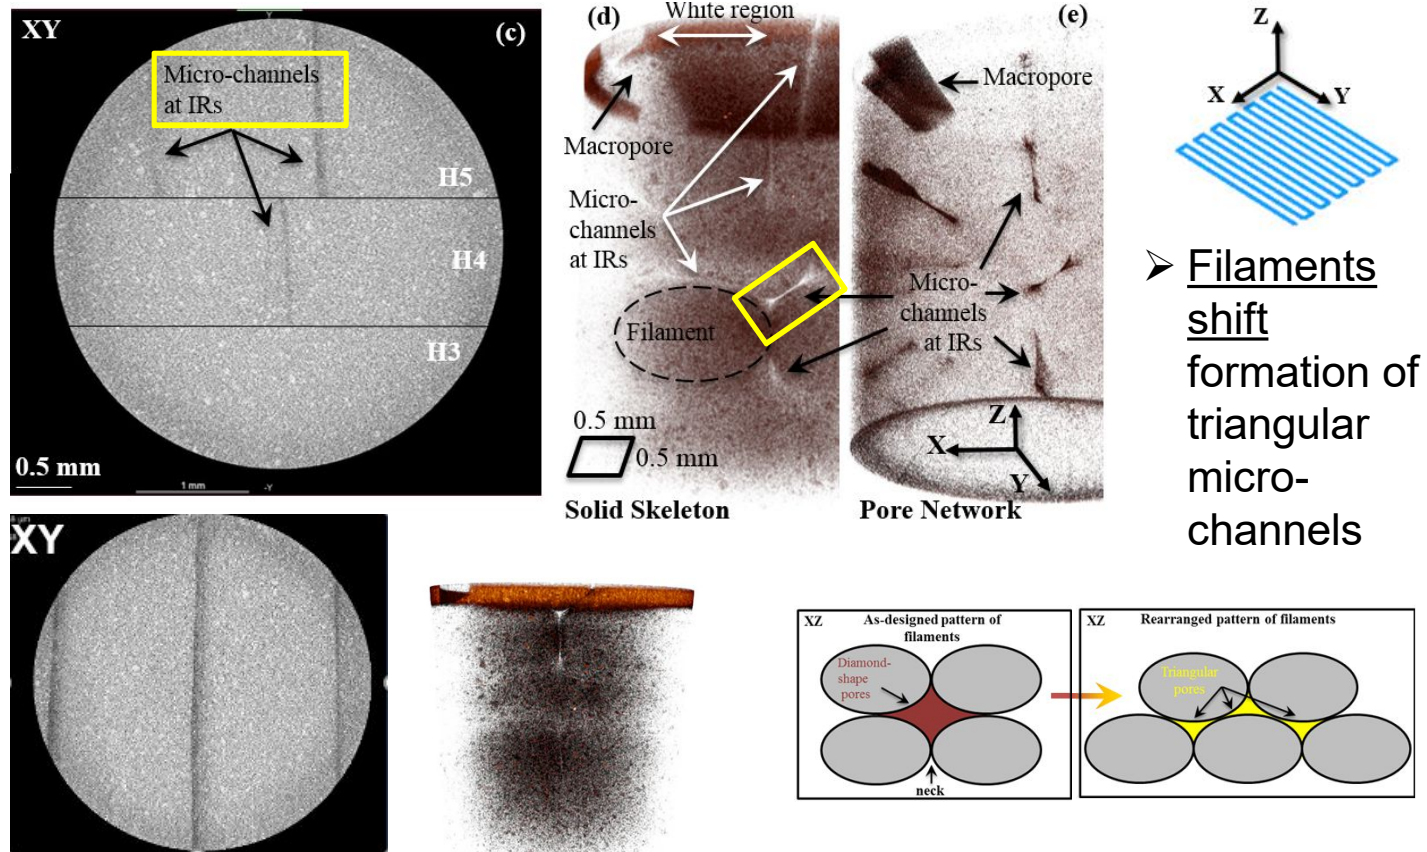 XY
(c)
Micro-channels
at IRs
H5
H4
H3
0.5 mm
1 mm
-Y
(d)
White region
Macropore
Micro-
channels
at IRs
Filament
0.5 mm
0.5 mm
Solid Skeleton
(e)
Macropore
Micro-
channels
at IRs
Z
X
Y
Pore Network
Z
X
Y
➢ Filaments
shift
formation of
triangular
micro-
channels
XY
XZ
As-designed pattern of
filaments
Diamond-
shape
pores
neck
XZ
Rearranged pattern of filaments
Triangular
pores